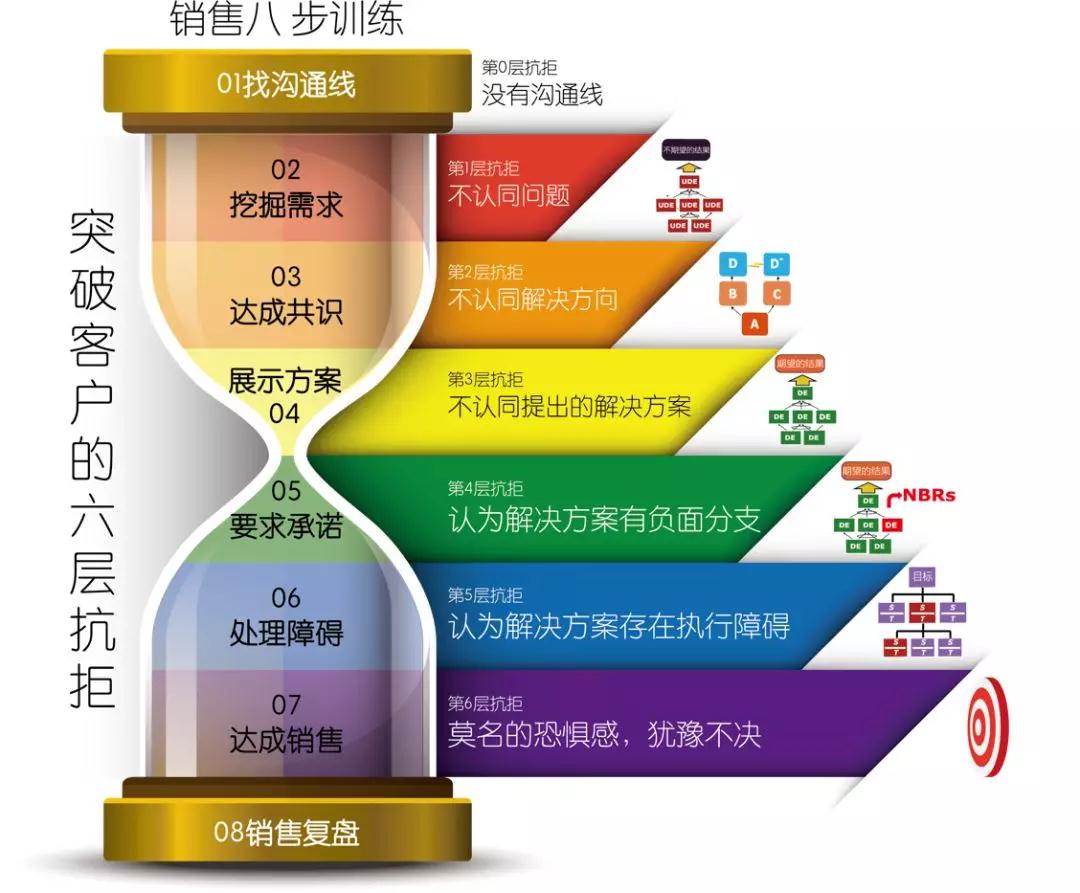 销售八步训练
突破客户的六层抗拒
01找沟通线
第0层抗拒
没有沟通线
02
挖掘需求
第1层抗拒
不认同问题
不期望的结果
UDE
UDE UDE UDE
UDE UDE
03
达成共识
第2层抗拒
不认同解决方向
D D'
B C
A
展示方案
04
第3层抗拒
不认同提出的解决方案
期望的结果
DE
DE DE DE
DE DE
05
要求承诺
第4层抗拒
认为解决方案有负面分支
期望的结果
NBRs
DE
DE DE DE
DE DE
06
处理障碍
第5层抗拒
认为解决方案存在执行障碍
目标
S S S
T T T
S S S
T T T
07
达成销售
第6层抗拒
莫名的恐惧感，犹豫不决
08销售复盘